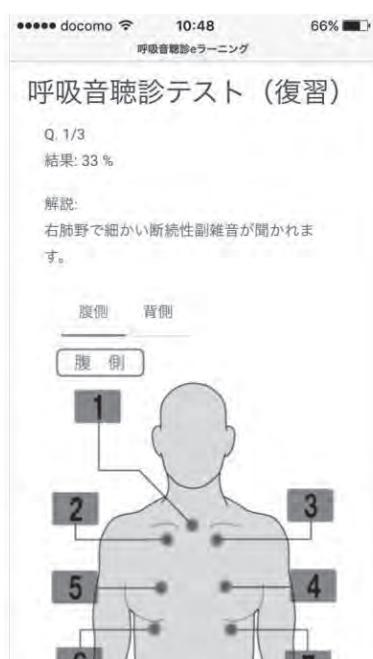 docomo 10:48 66%
呼吸音聴診eラーニング
呼吸音聴診テスト（復習）
Q. 1/3
結果: 33 %
解説:
右肺野で細かい断続性副雑音が聞かれま
す。
腹側 背側
腹 側
1
2 3
5 4
6 7